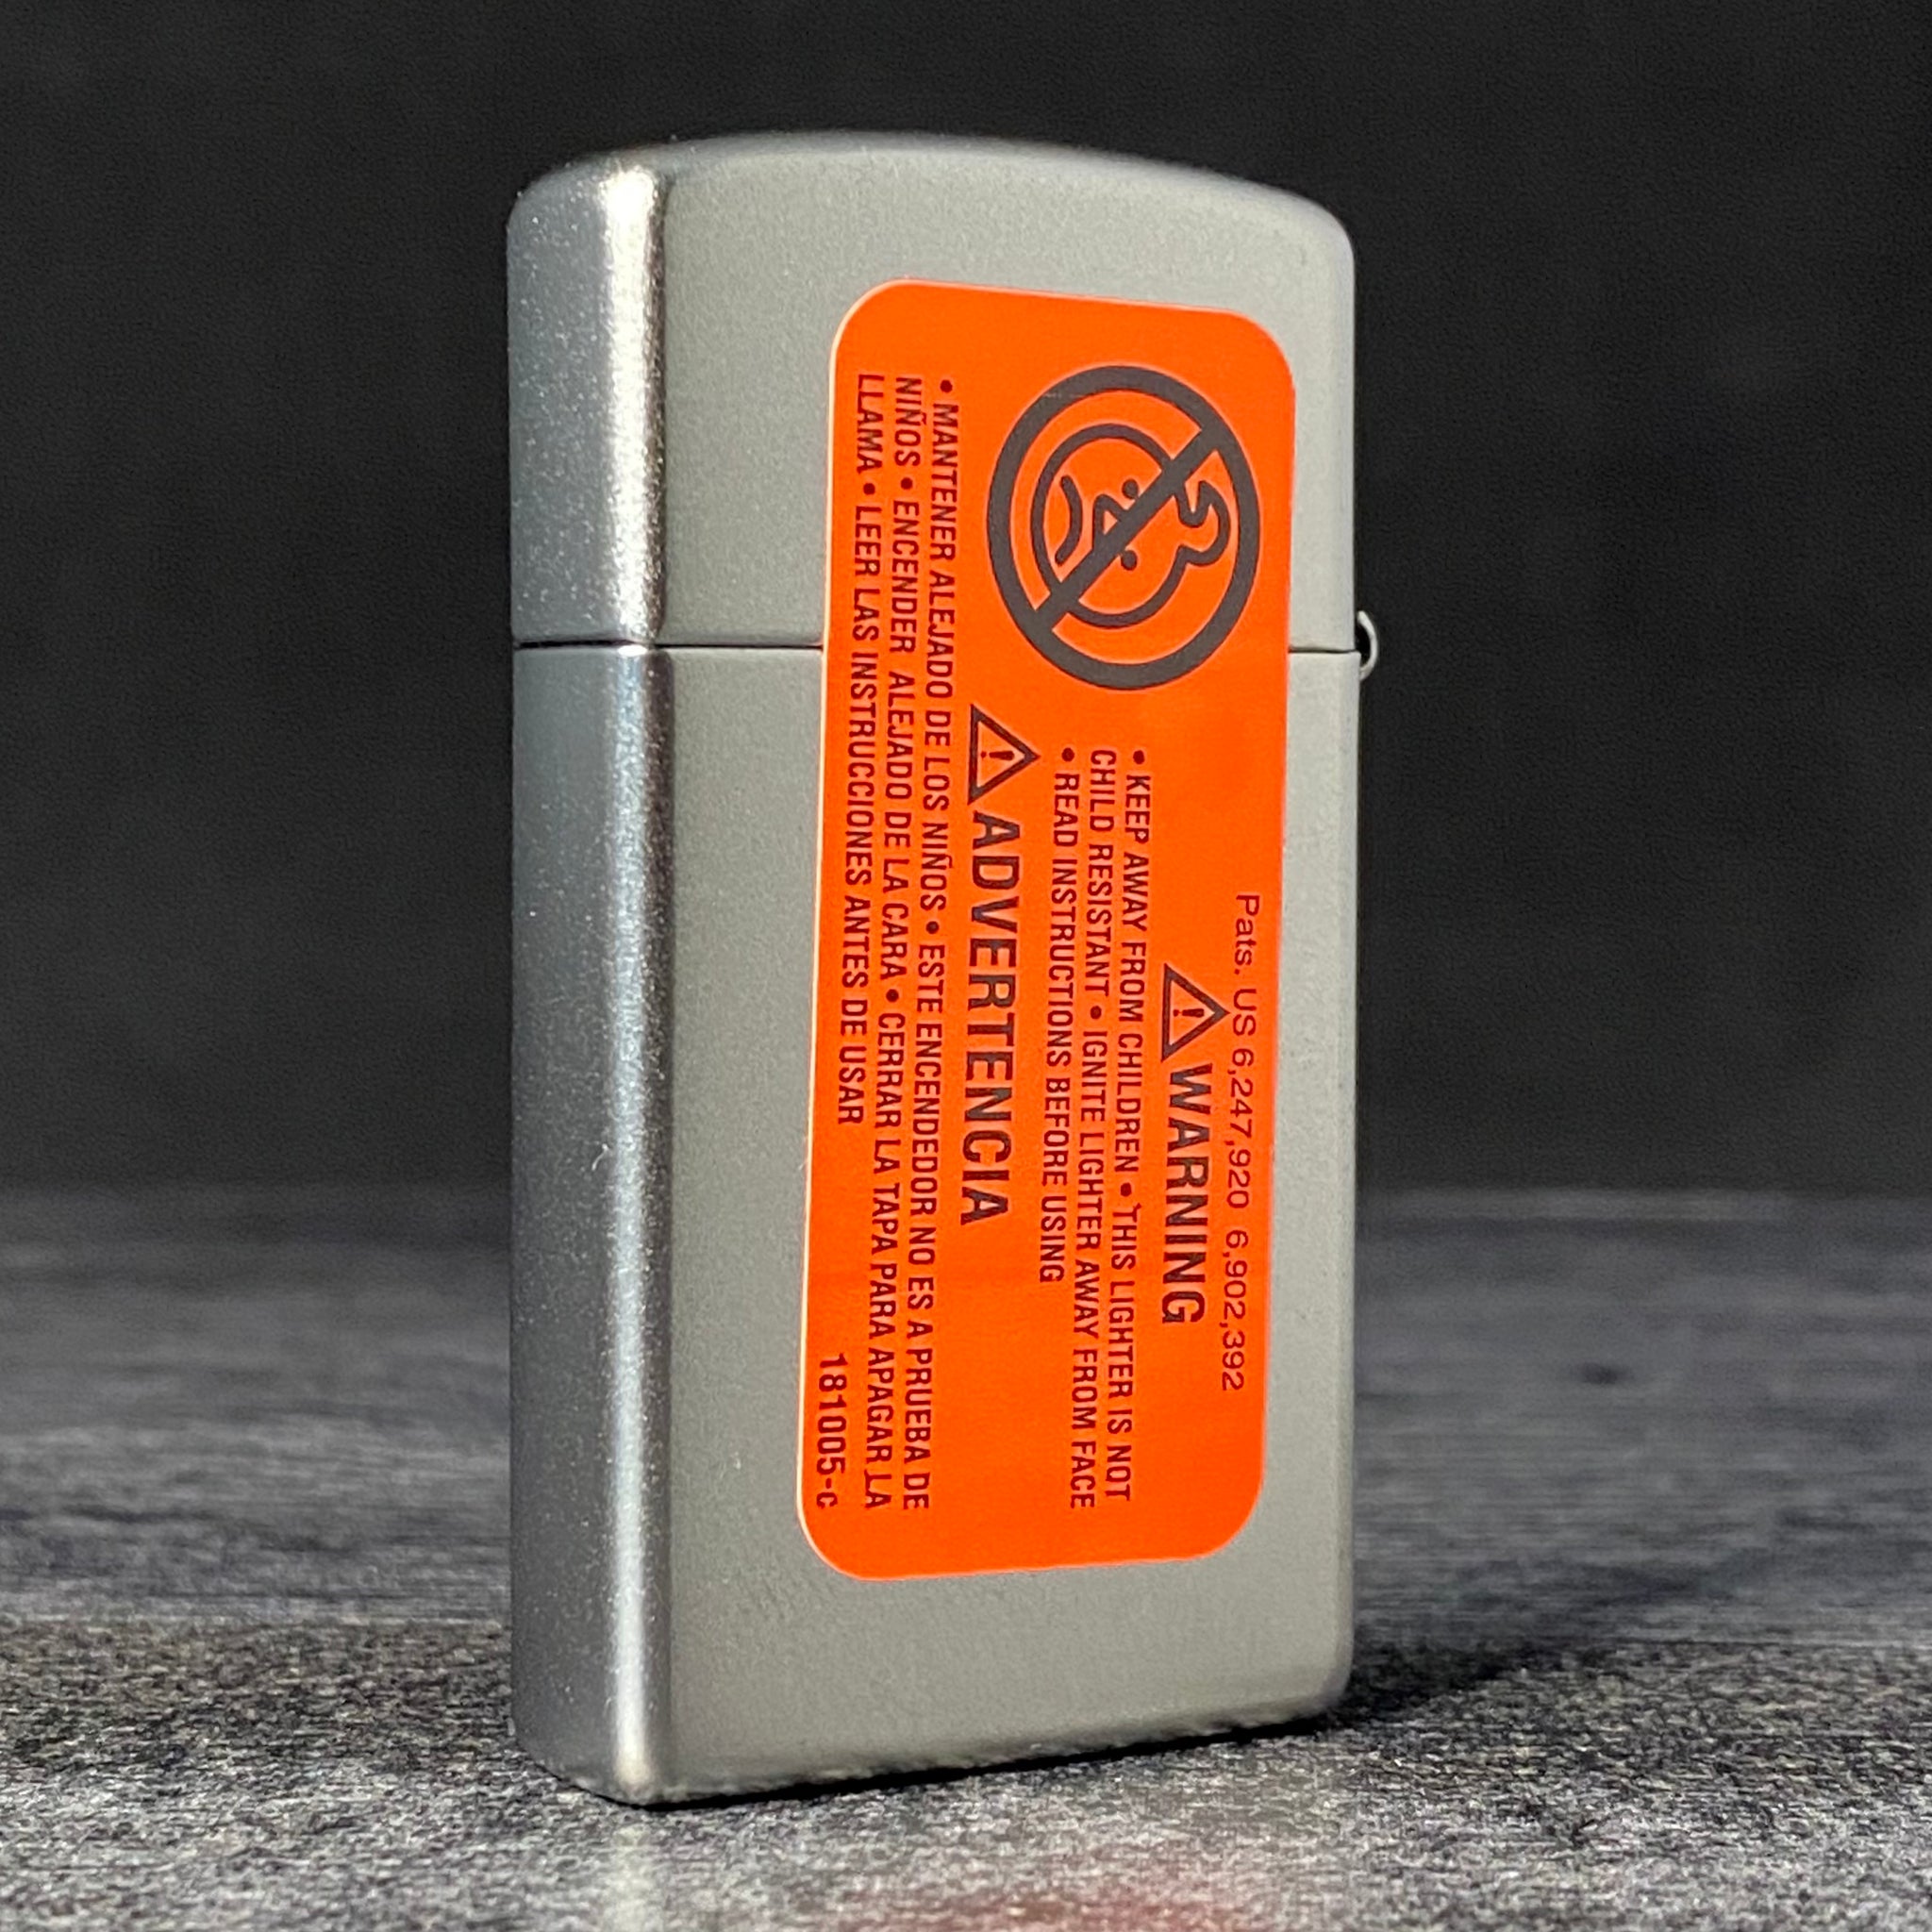 Pats. US 6,247,920 6,902,392
WARNING
• KEEP AWAY FROM CHILDREN • THIS LIGHTER IS NOT
CHILD RESISTANT • IGNITE LIGHTER AWAY FROM FACE
• READ INSTRUCTIONS BEFORE USING
ADVERTENCIA
• MANTENER ALEJADO DE LOS NIÑOS • ESTE ENCENDEDOR NO ES A PRUEBA DE
NIÑOS • ENCENDER ALEJADO DE LA CARA • CERRAR LA TAPA PARA APAGAR LA
LLAMA • LEER LAS INSTRUCCIONES ANTES DE USAR
181005-c